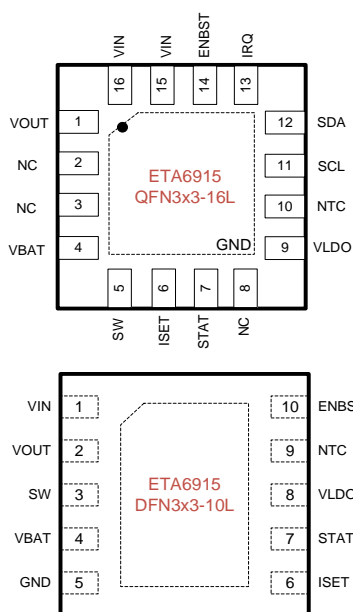 VIN VIN ENBST IRQ
16 15 14 13
VOUT 1 12 SDA
NC 2 11 SCL
NC 3 10 NTC
VBAT 4 9 VLDO
ETA6915
QFN3x3-16L
GND
5 6 7 8
SW ISET STAT NC
VIN 1 10 ENBS
VOUT 2 9 NTC
SW 3 8 VLDO
VBAT 4 7 STAT
GND 5 6 ISET
ETA6915
DFN3x3-10L